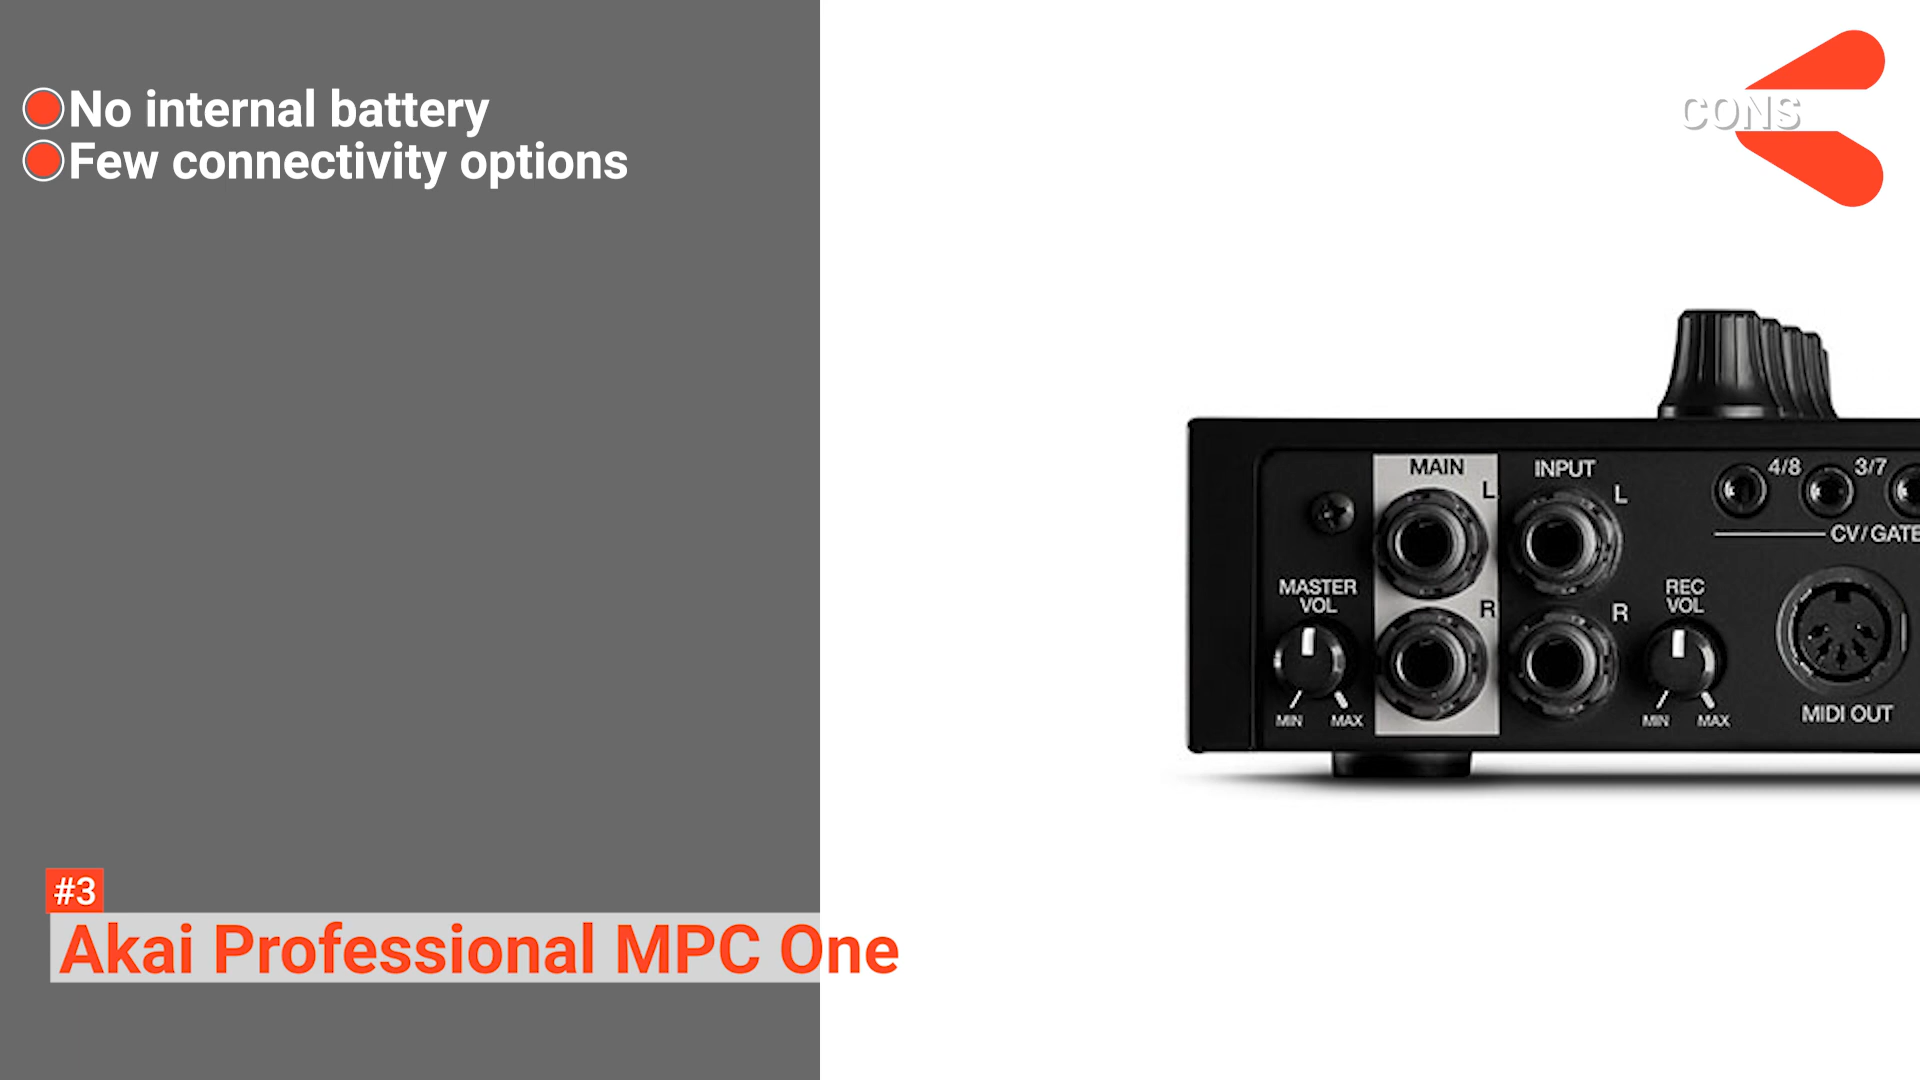 No internal battery
Few connectivity options
CONS
MAIN
INPUT
4/8
3/7
L
L
CV/GATE
MASTER
VOL
REC
VOL
R
R
MIN
MAX
MIN
MAX
MIDI OUT
#3
Akai Professional MPC One